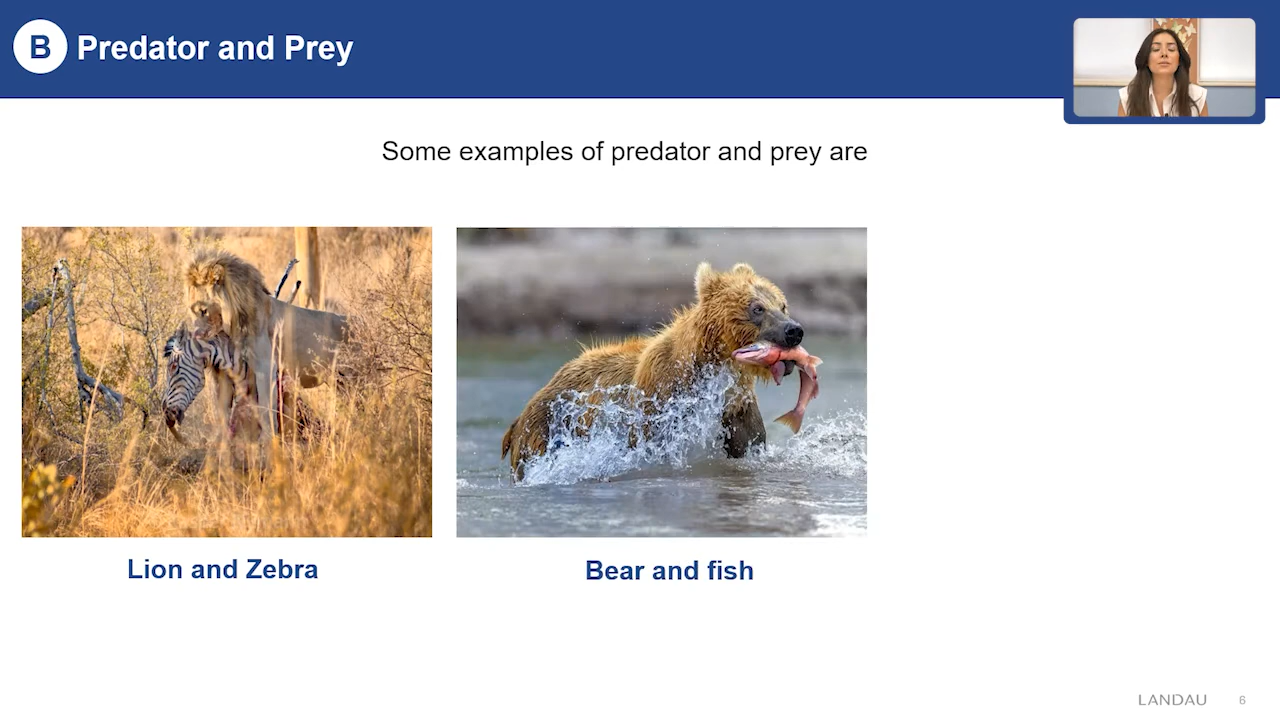 B Predator and Prey
Some examples of predator and prey are
Lion and Zebra
Bear and fish
LANDAU 6